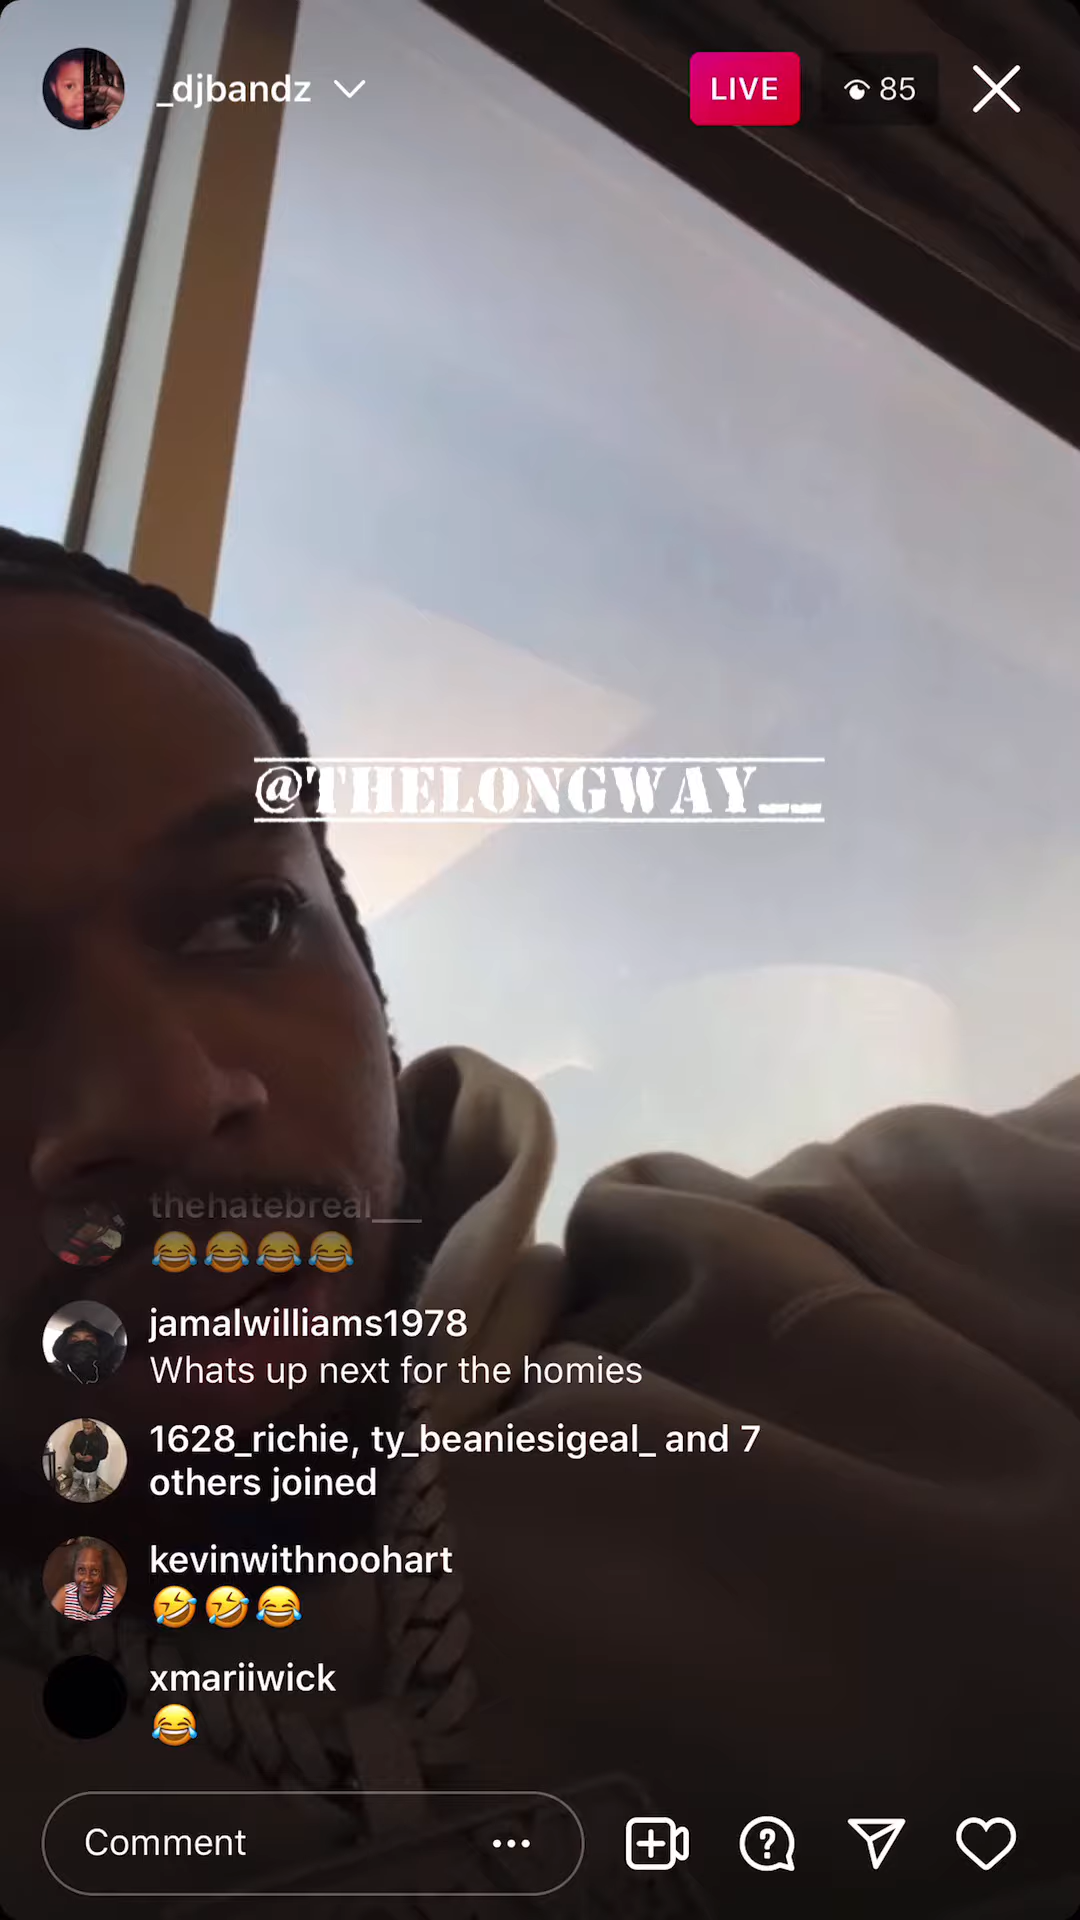 _djbandz
LIVE
85
@THELONGWAY__
thehatebreal___
😂😂😂😂
jamalwilliams1978
Whats up next for the homies
1628_richie, ty_beaniesigeal_ and 7
others joined
kevinwithnoohart
🤣🤣😂
xmariiwick
😂
Comment